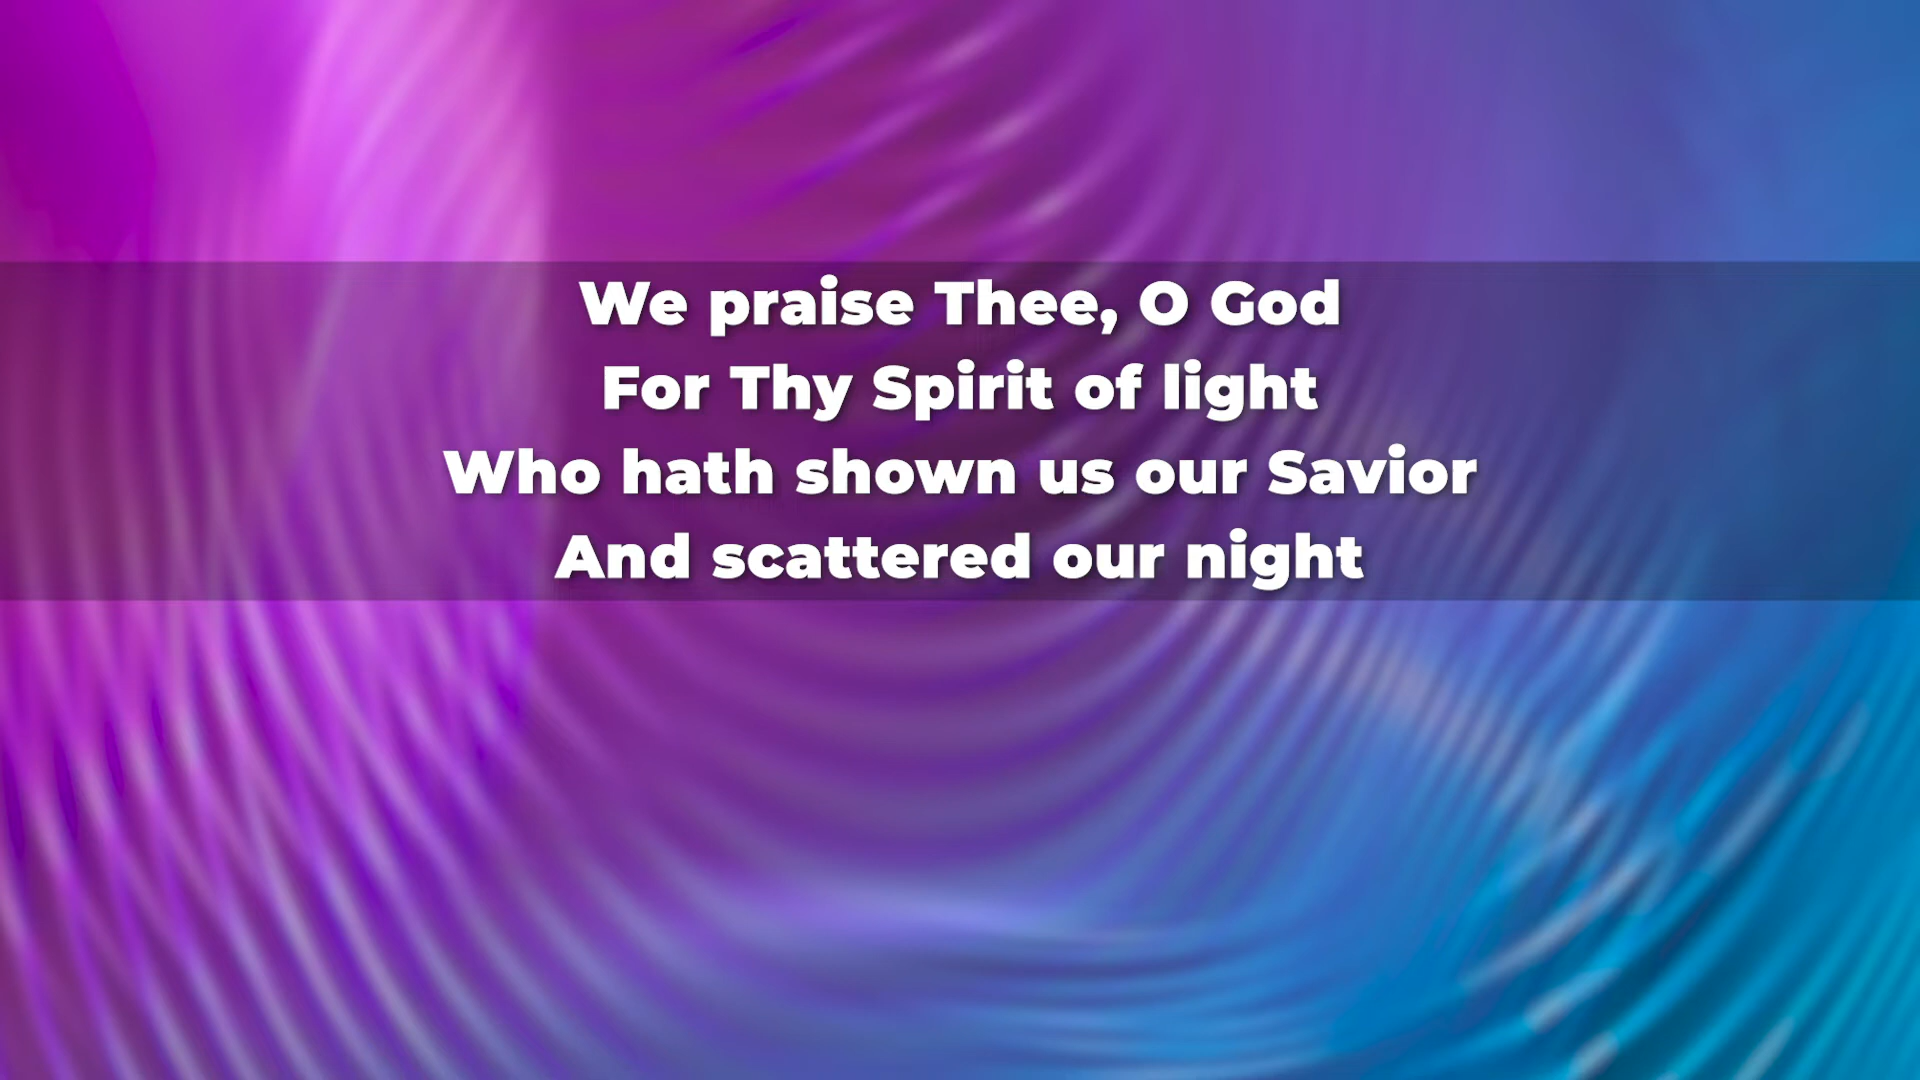 We praise Thee, O God
For Thy Spirit of light
Who hath shown us our Savior
And scattered our night